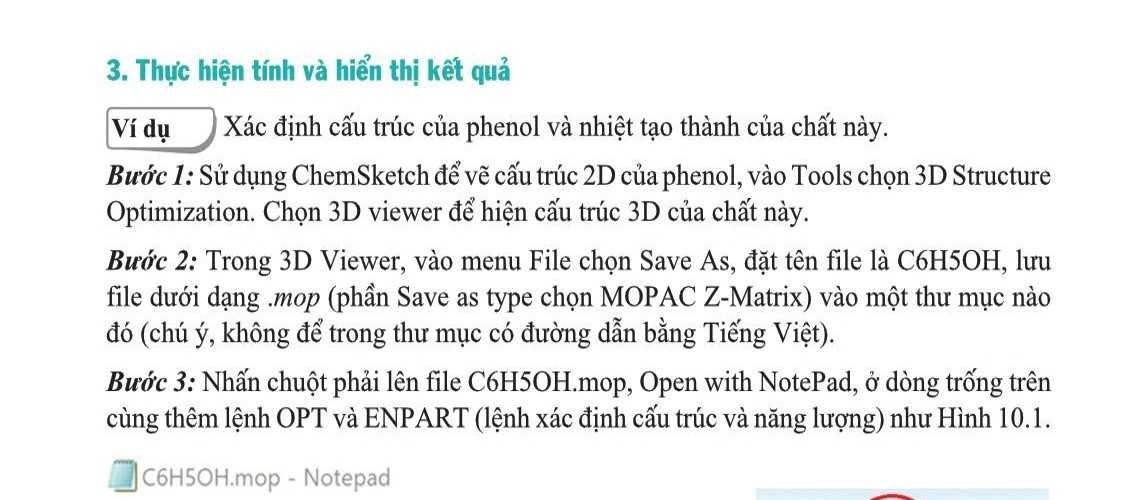 3. Thực hiện tính và hiển thị kết quả
Ví dụ Xác định cấu trúc của phenol và nhiệt tạo thành của chất này.
Bước 1: Sử dụng ChemSketch để vẽ cấu trúc 2D của phenol, vào Tools chọn 3D Structure
Optimization. Chọn 3D viewer để hiện cấu trúc 3D của chất này.
Bước 2: Trong 3D Viewer, vào menu File chọn Save As, đặt tên file là C6H5OH, lưu
file dưới dạng .mop (phần Save as type chọn MOPAC Z-Matrix) vào một thư mục nào
đó (chú ý, không để trong thư mục có đường dẫn bằng Tiếng Việt).
Bước 3: Nhấn chuột phải lên file C6H5OH.mop, Open with NotePad, ở dòng trống trên
cùng thêm lệnh OPT và ENPART (lệnh xác định cấu trúc và năng lượng) như Hình 10.1.
C6H5OH.mop - Notepad